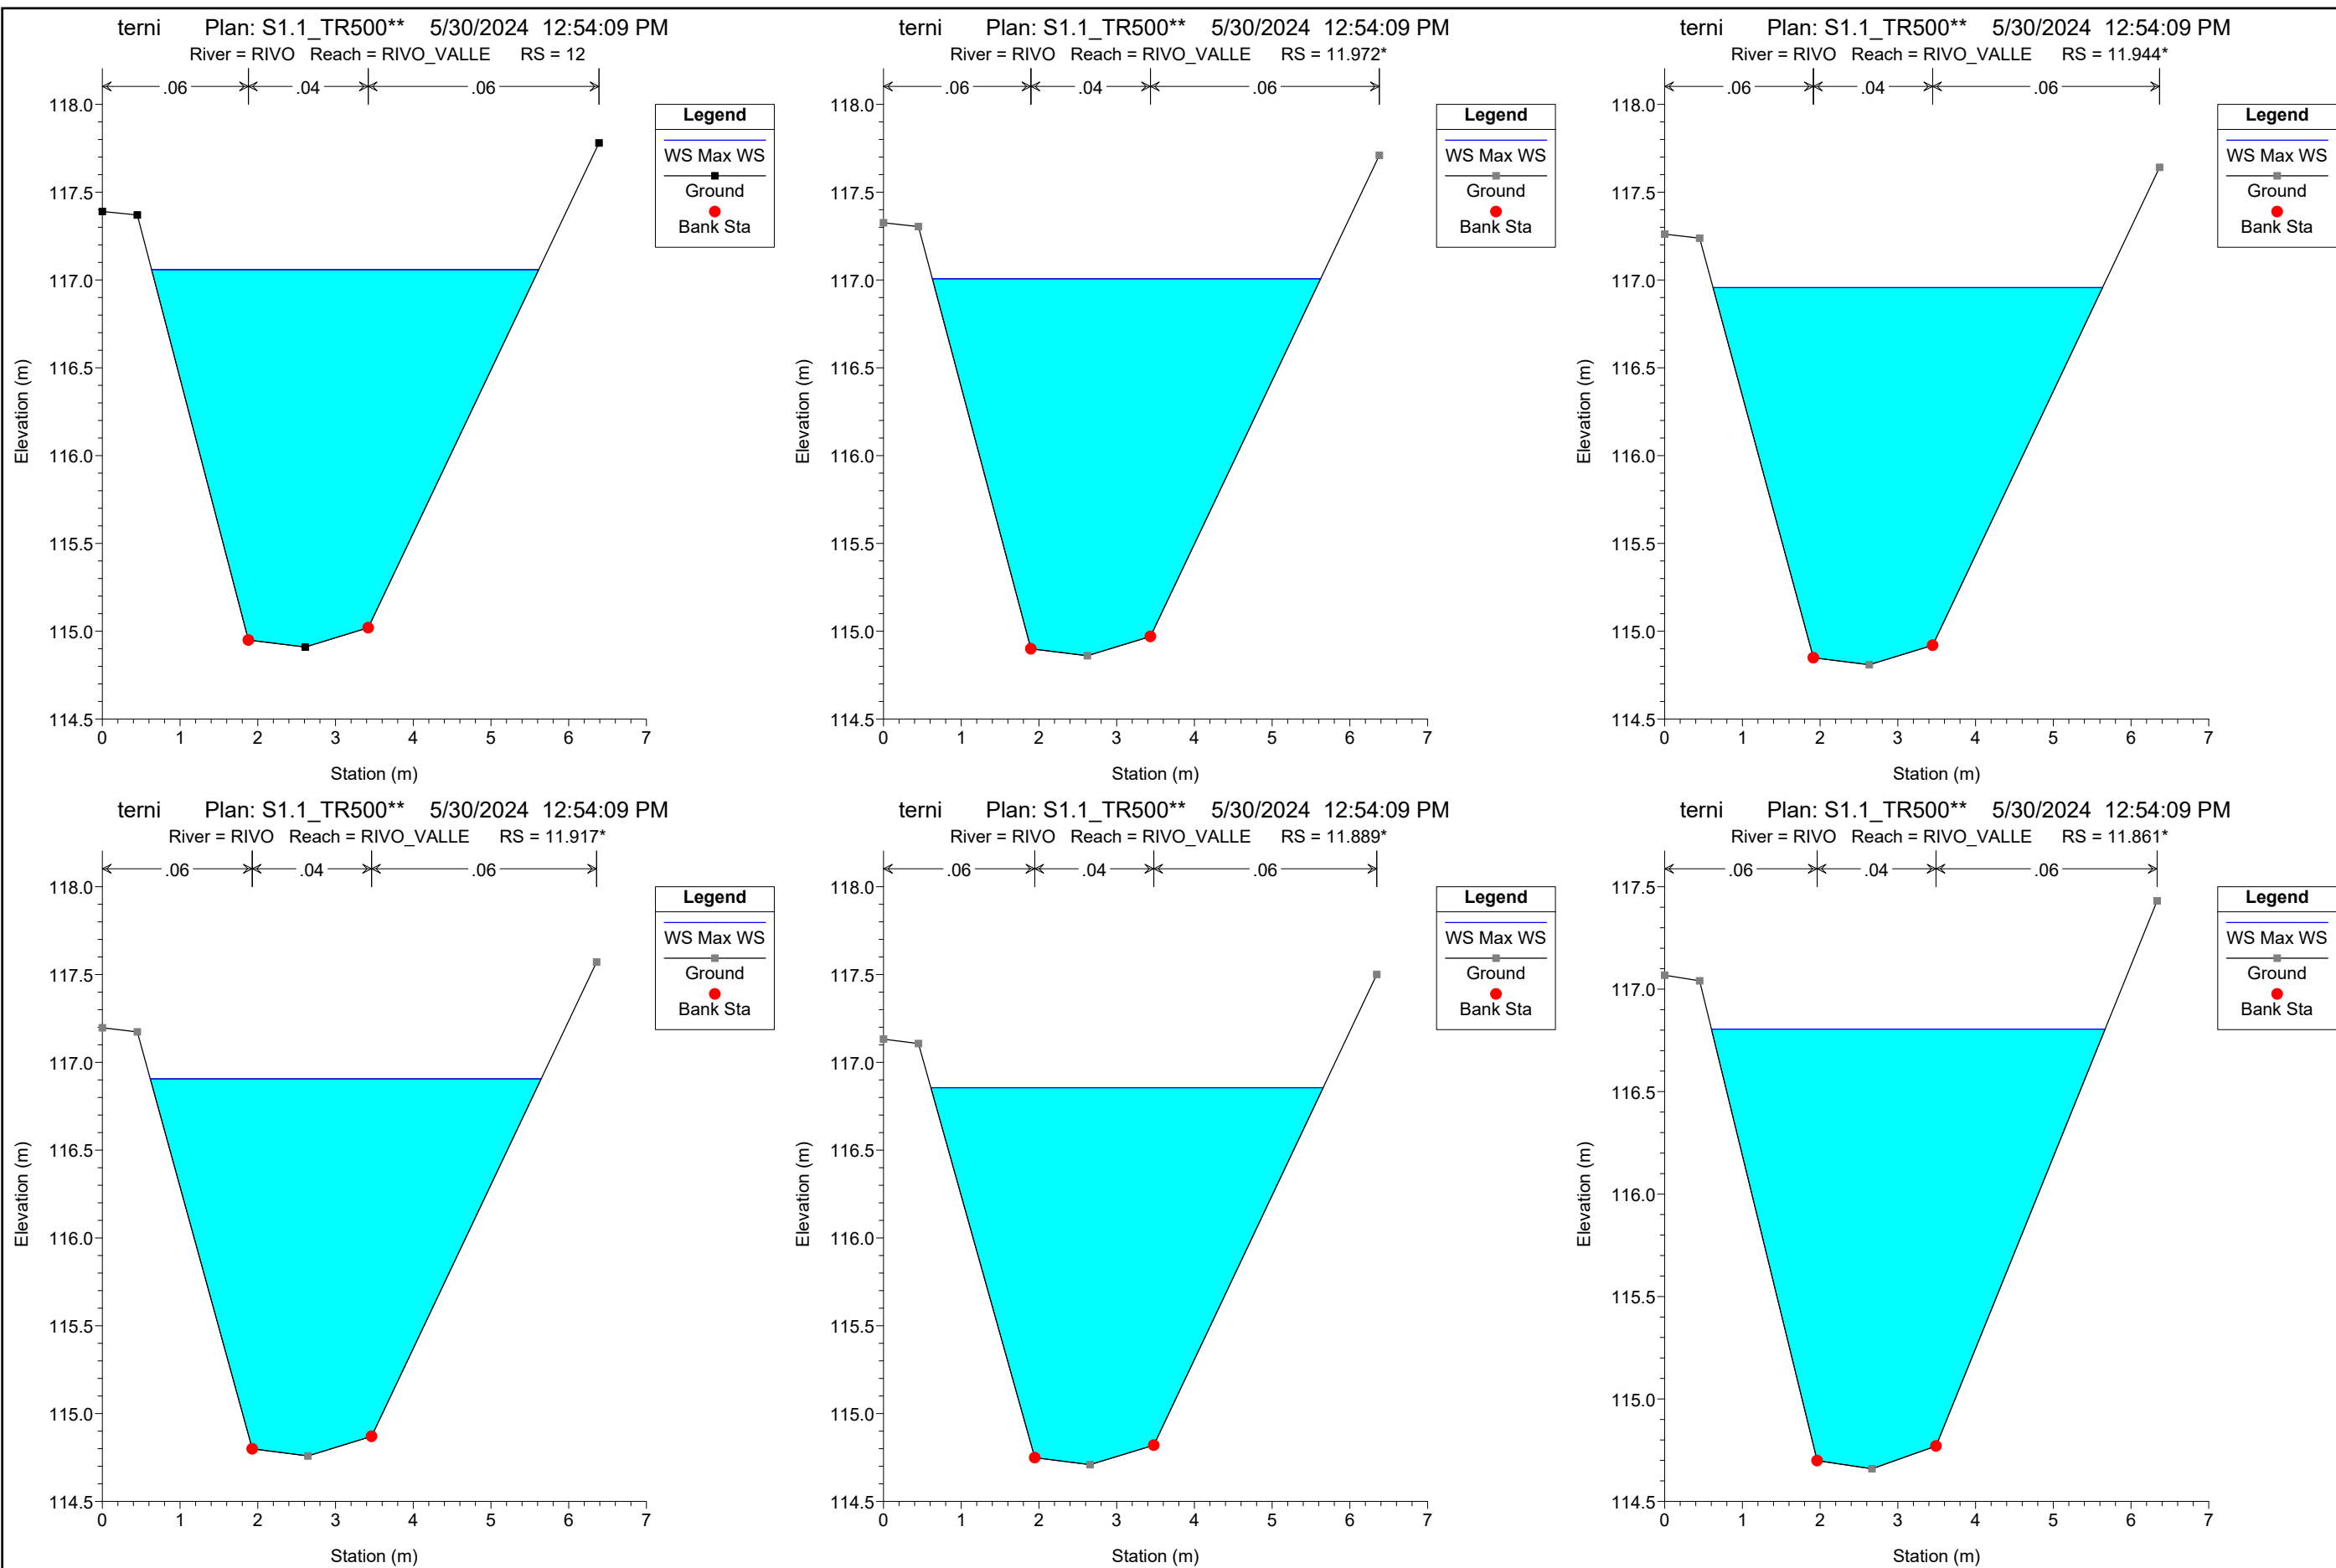 terni Plan: S1.1_TR500** 5/30/2024 12:54:09 PM
River = RIVO Reach = RIVO_VALLE RS = 12
.06 .04 .06
118.0
117.5
117.0
116.5
116.0
115.5
115.0
114.5
0 1 2 3 4 5 6 7
Station (m)
Elevation (m)
Legend
WS Max WS
Ground
Bank Sta
terni Plan: S1.1_TR500** 5/30/2024 12:54:09 PM
River = RIVO Reach = RIVO_VALLE RS = 11.972*
.06 .04 .06
118.0
117.5
117.0
116.5
116.0
115.5
115.0
114.5
0 1 2 3 4 5 6 7
Station (m)
Elevation (m)
Legend
WS Max WS
Ground
Bank Sta
terni Plan: S1.1_TR500** 5/30/2024 12:54:09 PM
River = RIVO Reach = RIVO_VALLE RS = 11.944*
.06 .04 .06
118.0
117.5
117.0
116.5
116.0
115.5
115.0
114.5
0 1 2 3 4 5 6 7
Station (m)
Elevation (m)
Legend
WS Max WS
Ground
Bank Sta
terni Plan: S1.1_TR500** 5/30/2024 12:54:09 PM
River = RIVO Reach = RIVO_VALLE RS = 11.917*
.06 .04 .06
118.0
117.5
117.0
116.5
116.0
115.5
115.0
114.5
0 1 2 3 4 5 6 7
Station (m)
Elevation (m)
Legend
WS Max WS
Ground
Bank Sta
terni Plan: S1.1_TR500** 5/30/2024 12:54:09 PM
River = RIVO Reach = RIVO_VALLE RS = 11.889*
.06 .04 .06
118.0
117.5
117.0
116.5
116.0
115.5
115.0
114.5
0 1 2 3 4 5 6 7
Station (m)
Elevation (m)
Legend
WS Max WS
Ground
Bank Sta
terni Plan: S1.1_TR500** 5/30/2024 12:54:09 PM
River = RIVO Reach = RIVO_VALLE RS = 11.861*
.06 .04 .06
117.5
117.0
116.5
116.0
115.5
115.0
114.5
0 1 2 3 4 5 6 7
Station (m)
Elevation (m)
Legend
WS Max WS
Ground
Bank Sta